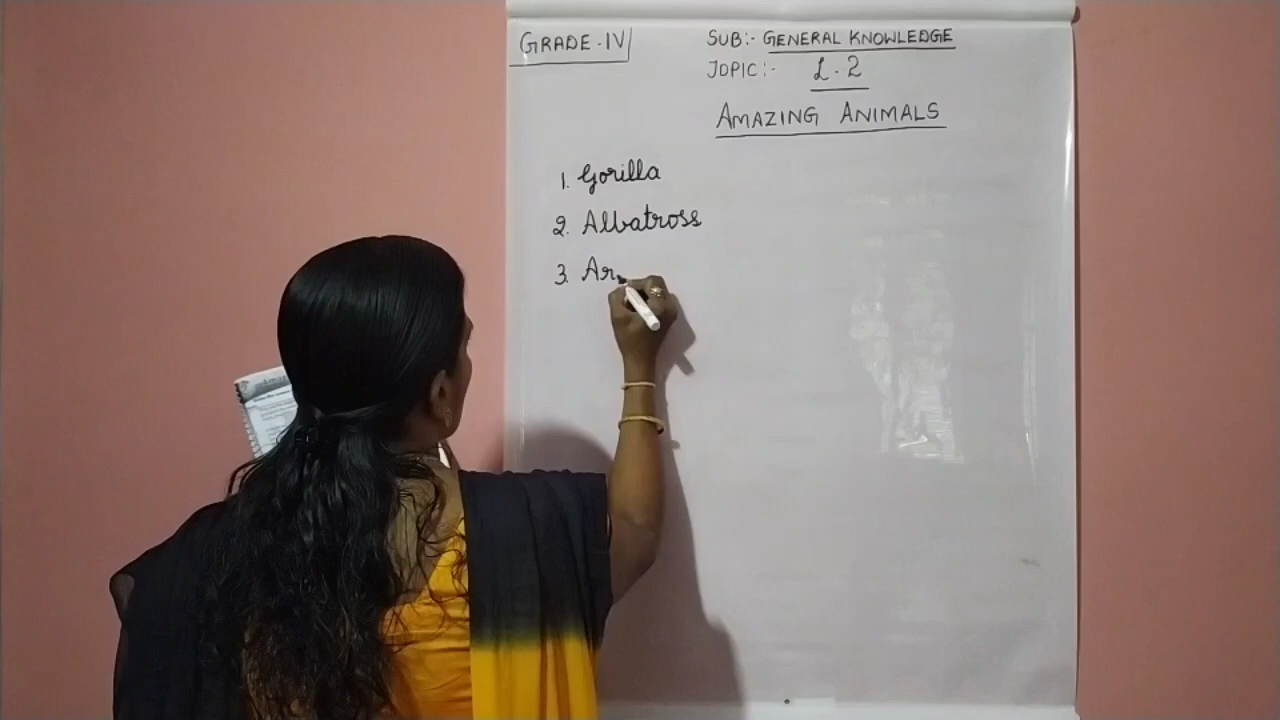 GRADE-IV
SUB:- GENERAL KNOWLEDGE
TOPIC:- L.2
AMAZING ANIMALS
1. Gorilla
2. Albatross
3. Ar